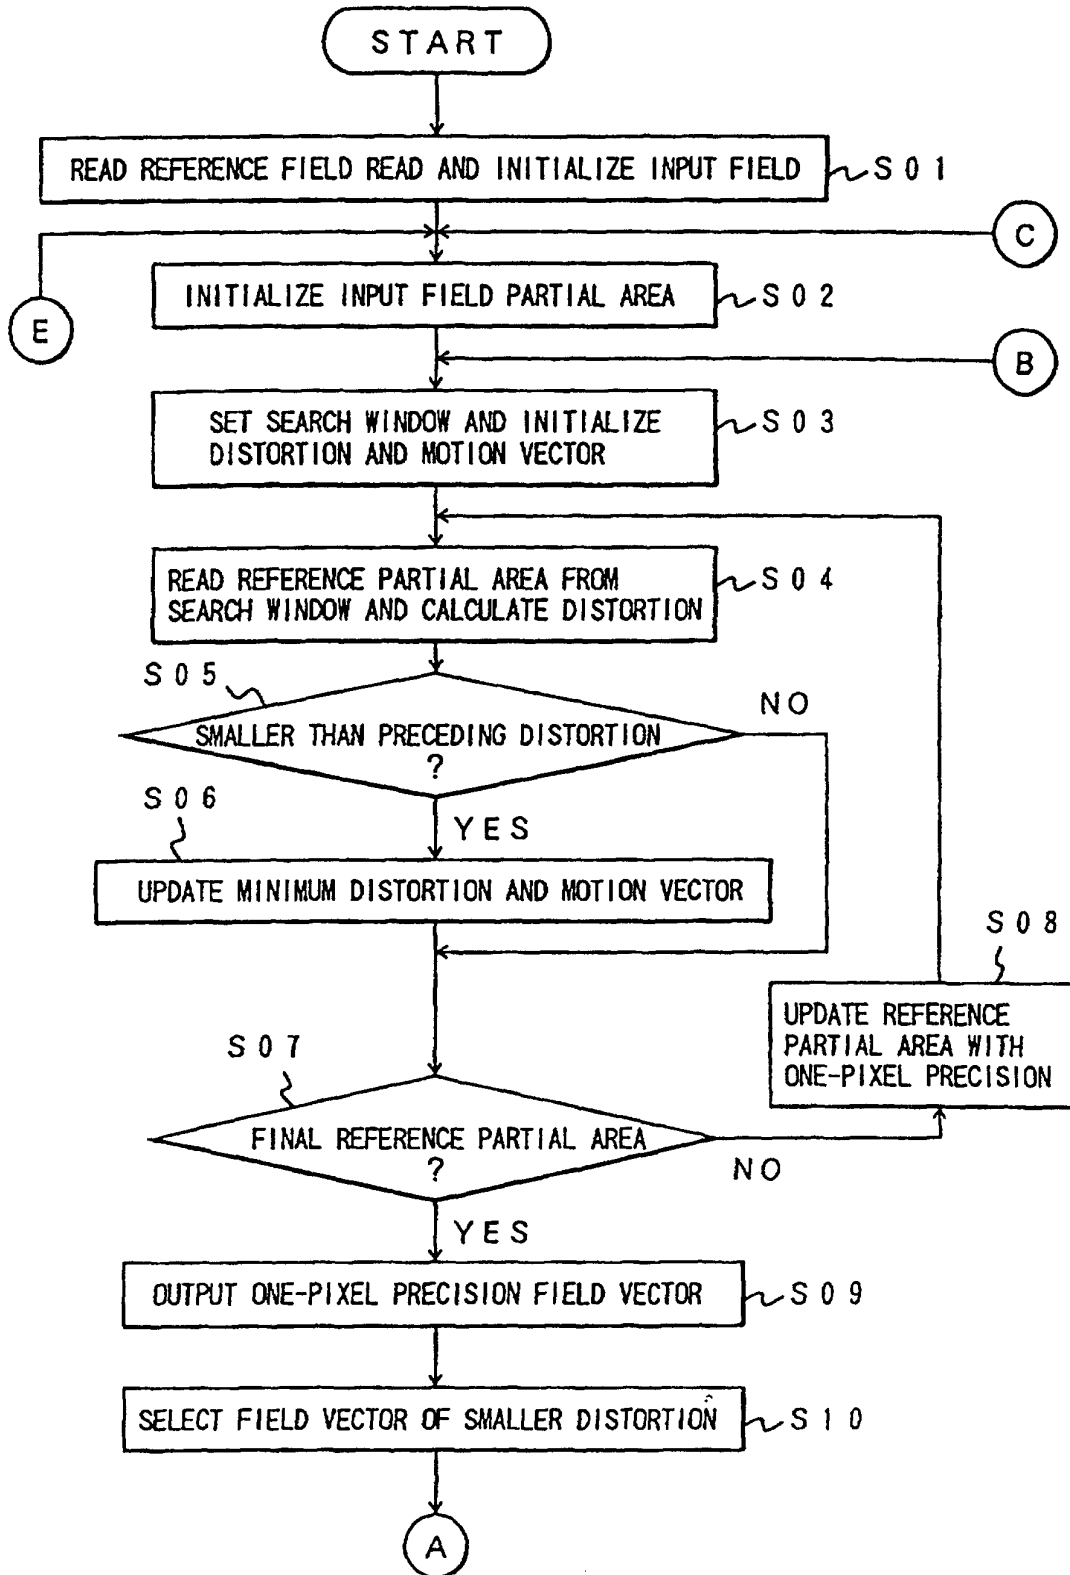 START
READ REFERENCE FIELD READ AND INITIALIZE INPUT FIELD
S01
C
INITIALIZE INPUT FIELD PARTIAL AREA
S02
E
B
SET SEARCH WINDOW AND INITIALIZE
DISTORTION AND MOTION VECTOR
S03
READ REFERENCE PARTIAL AREA FROM
SEARCH WINDOW AND CALCULATE DISTORTION
S04
S05
SMALLER THAN PRECEDING DISTORTION
?
NO
YES
S06
UPDATE MINIMUM DISTORTION AND MOTION VECTOR
S08
UPDATE REFERENCE
PARTIAL AREA WITH
ONE-PIXEL PRECISION
S07
FINAL REFERENCE PARTIAL AREA
?
NO
YES
OUTPUT ONE-PIXEL PRECISION FIELD VECTOR
S09
SELECT FIELD VECTOR OF SMALLER DISTORTION
S10
A